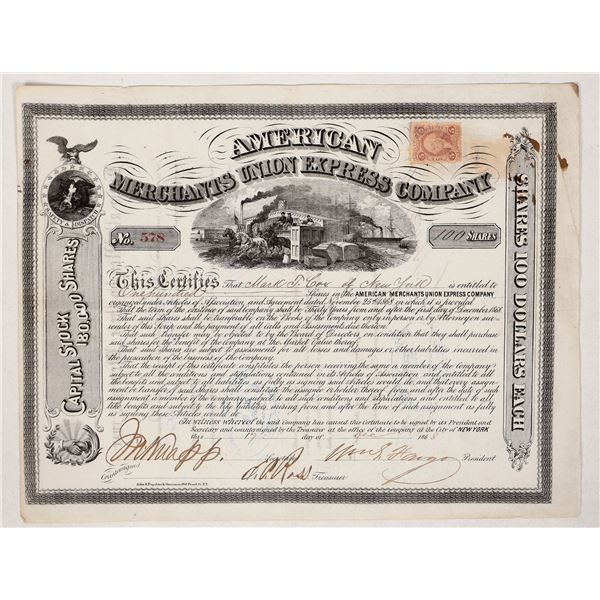 AMERICAN
MERCHANTS UNION EXPRESS COMPANY
SAFETY & DISPATCH
No. 578
100 SHARES
CAPITAL STOCK
SHARES
SHARES 100 DOLLARS EACH
This Certifies That Mark T. Cox of New York is entitled to
One hundred Shares in the AMERICAN MERCHANTS UNION EXPRESS COMPANY
organized under Articles of Association and Agreement dated November 25th 1868 in which it is provided
That the term of the existence of said Company shall be Thirty Years from and after the first day of December 1868.
That said shares shall be transferable on the Books of the Company only in person or by Attorney on sur-
render of this Scrip and the payment of all calls and Assessments due thereon.
That such transfer may be rejected by the Board of Directors on condition that they shall purchase
said shares for the benefit of the Company at the Market Value thereof.
That said shares are subject to assessments for all losses and damages or other liabilities incurred in
the prosecution of the business of the Company.
That the receipt of this certificate constitutes the person receiving the same a member of the Company;
subject to all the stipulations and conditions contained in its Articles of Association and entitled to all
the benefits and subject to all liabilities as fully as signing said Articles would do and that every assign-
ment or transfer of said shall constitute the assignee or holder thereof from and after the date of such
assignment a member of the Company subject to all such conditions and stipulations and entitled to all
like benefits and subject to the like liabilities arising from and after the time of such assignment as fully
as signing these Articles would do.
In witness whereof the said Company has caused this certificate to be signed by its President and
Secretary and countersigned by the Treasurer at the office of the Company at the City of NEW YORK
this day of Dec 1868
Countersigned
J.N. Knapp Secretary
Wm G. Fargo President
J.C. Ross Treasurer